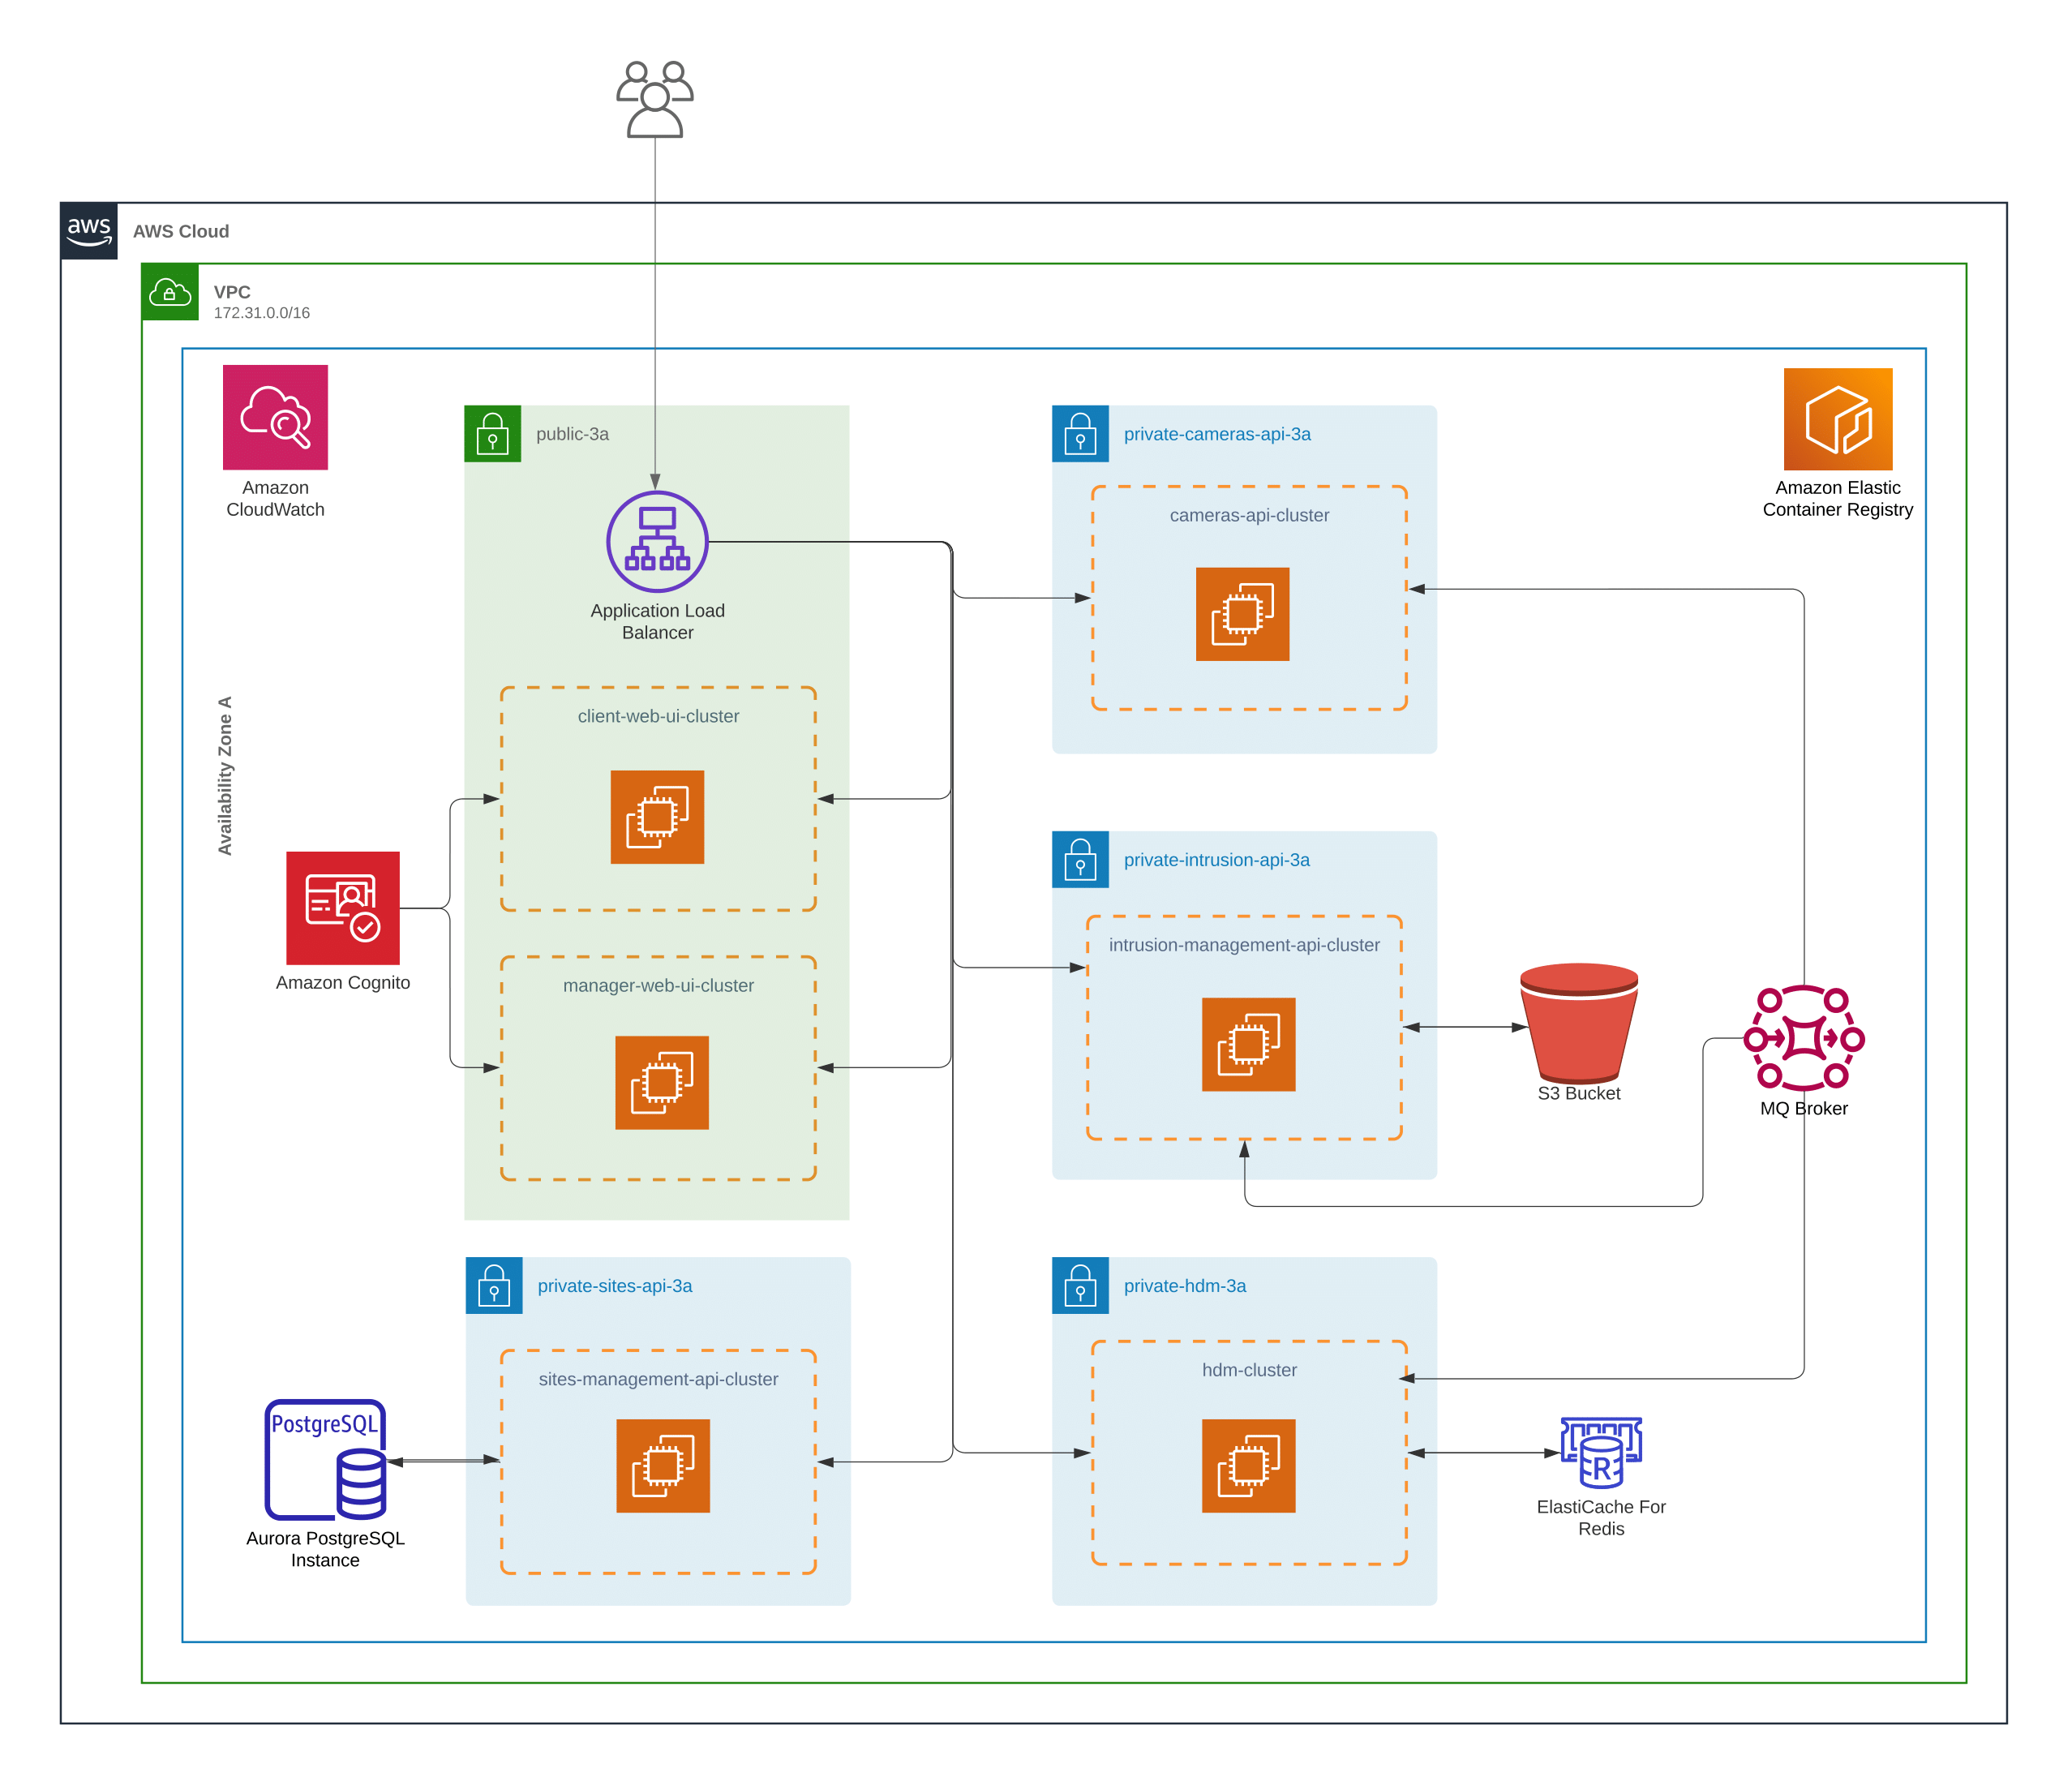 aws
AWS Cloud
VPC
172.31.0.0/16
Amazon
CloudWatch
public-3a
private-cameras-api-3a
Amazon Elastic
Container Registry
cameras-api-cluster
Application Load
Balancer
client-web-ui-cluster
Availability Zone A
private-intrusion-api-3a
intrusion-management-api-cluster
Amazon Cognito
manager-web-ui-cluster
S3 Bucket
MQ Broker
private-sites-api-3a
private-hdm-3a
sites-management-api-cluster
hdm-cluster
PostgreSQL
R
Aurora PostgreSQL
Instance
ElastiCache For
Redis